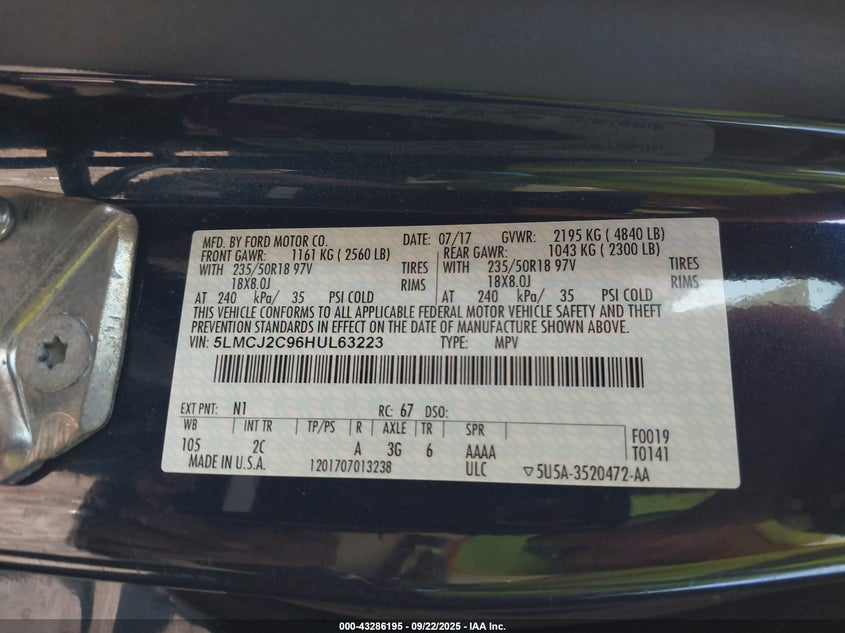 MFD. BY FORD MOTOR CO. DATE: 07/17 GVWR: 2195 KG ( 4840 LB)
FRONT GAWR: 1161 KG ( 2560 LB) REAR GAWR: 1043 KG ( 2300 LB)
WITH 235/50R18 97V TIRES WITH 235/50R18 97V TIRES
18X8.0J RIMS 18X8.0J RIMS
AT 240 kPa/ 35 PSI COLD AT 240 kPa/ 35 PSI COLD
THIS VEHICLE CONFORMS TO ALL APPLICABLE FEDERAL MOTOR VEHICLE SAFETY AND THEFT
PREVENTION STANDARDS IN EFFECT ON THE DATE OF MANUFACTURE SHOWN ABOVE.
VIN: 5LMCJ2C96HUL63223 TYPE: MPV
EXT PNT: N1 RC: 67 DSO:
WB INT TR TP/PS R AXLE TR SPR F0019
105 2C A 3G 6 AAAA T0141
MADE IN U.S.A. 1201707013238 ULC ▽5U5A-3520472-AA
000-43286195 - 09/22/2025 - IAA Inc.